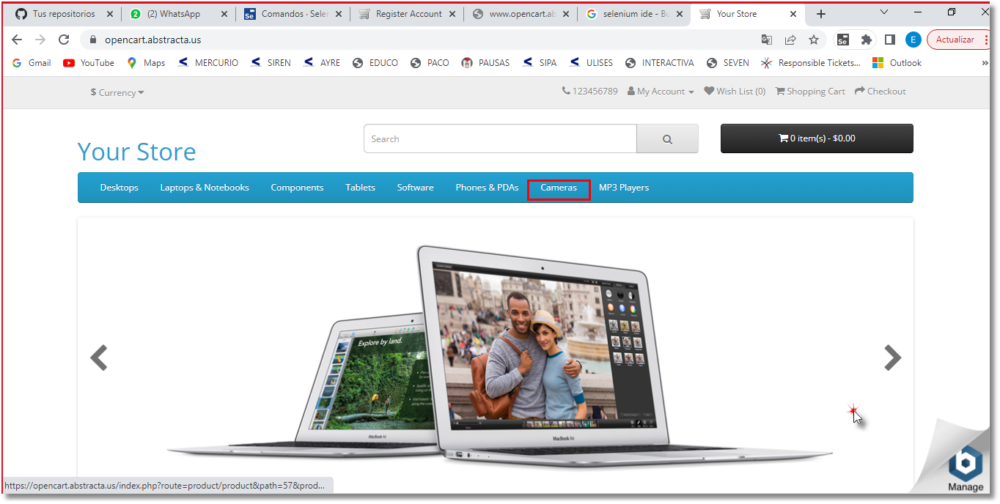 Tus repositorios
2
(2) WhatsApp
Se
Comandos · Sele
Register Account
www.opencart.ab
G
selenium ide - Bu
Your Store
opencart.abstracta.us
Se
E
Actualizar
G
Gmail
YouTube
Maps
MERCURIO
SIREN
AYRE
EDUCO
PACO
PAUSAS
SIPA
ULISES
INTERACTIVA
SEVEN
Responsible Tickets...
Outlook
»
$ Currency
123456789
My Account
Wish List (0)
Shopping Cart
Checkout
Your Store
Search
0 item(s) - $0.00
Desktops
Laptops & Notebooks
Components
Tablets
Software
Phones & PDAs
Cameras
MP3 Players
Explore by land.
MacBook Air
MacBook Air
b
Manage
https://opencart.abstracta.us/index.php?route=product/product&path=57&prod...